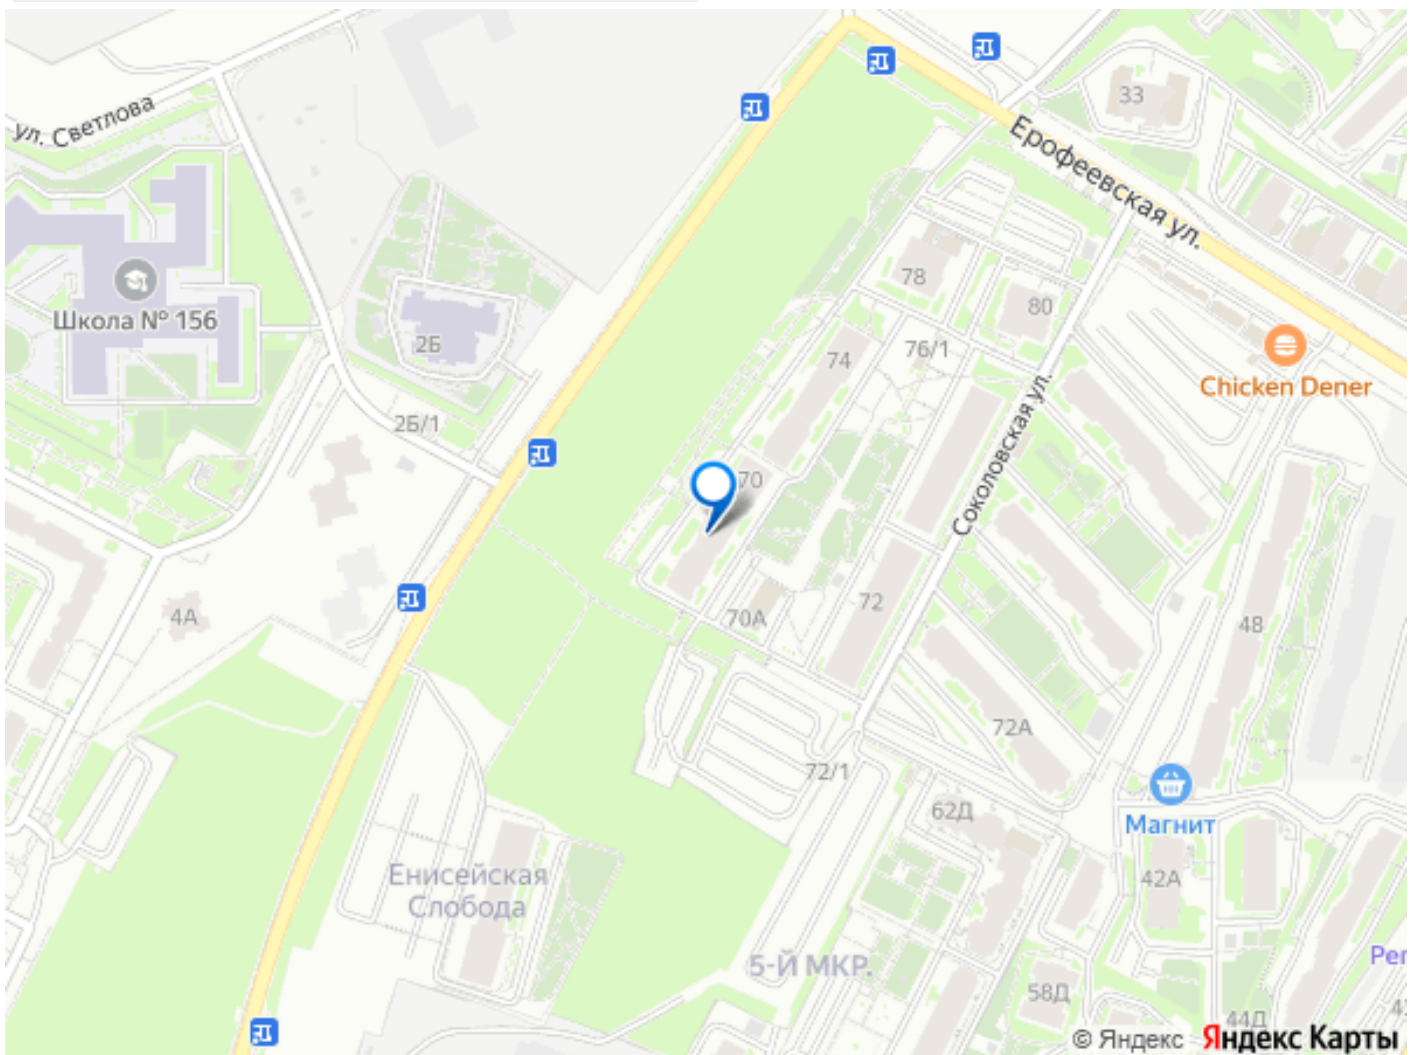 ул. Светлова
33
Ерофеевская ул.
78
80
Школа № 156
2Б
74
76/1
Chicken Dener
2Б/1
Соколовская ул.
70
4А
70А
72
48
72А
72/1
62Д
Магнит
Енисейская
Слобода
42А
5-Й МКР.
58Д
44Д
© Яндекс
Яндекс Карты